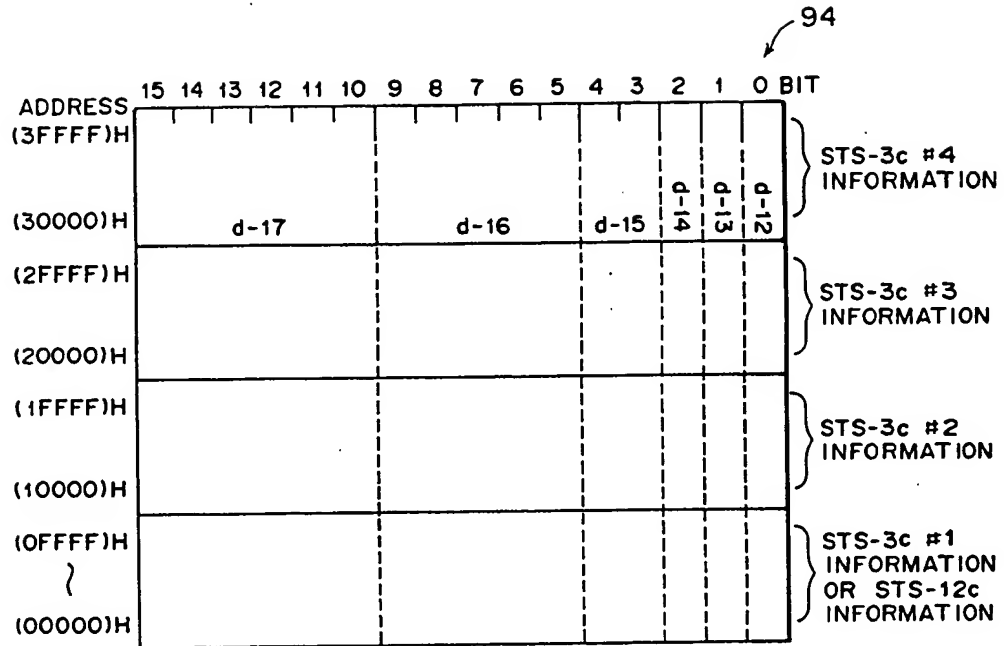 94
15 14 13 12 11 10 9 8 7 6 5 4 3 2 1 0 BIT
ADDRESS
(3FFFF)H
(30000)H
d-17 d-16 d-15 d-14 d-13 d-12
STS-3c #4
INFORMATION
(2FFFF)H
(20000)H
STS-3c #3
INFORMATION
(1FFFF)H
(10000)H
STS-3c #2
INFORMATION
(0FFFF)H
(00000)H
STS-3c #1
INFORMATION
OR STS-12c
INFORMATION